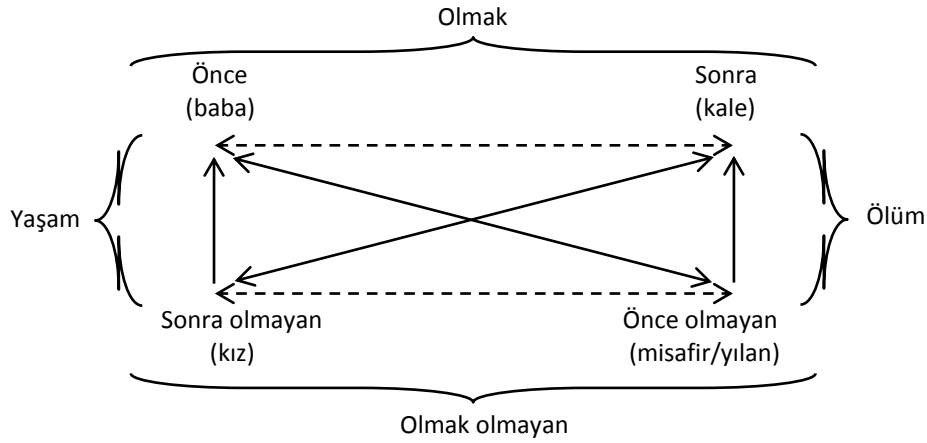 Olmak
Önce
(baba)
Sonra
(kale)
Yaşam
Ölüm
Sonra olmayan
(kız)
Önce olmayan
(misafir/yılan)
Olmak olmayan